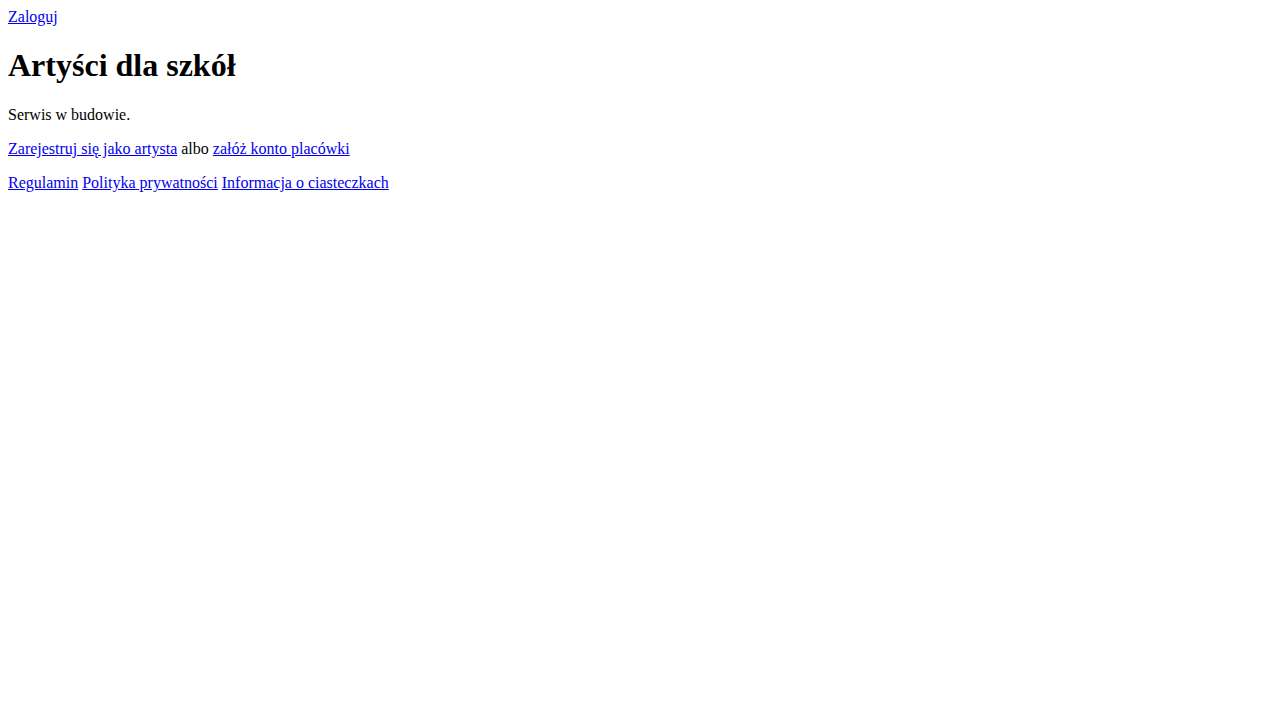 Zaloguj
Artyści dla szkół
Serwis w budowie.
Zarejestruj się jako artysta albo załóż konto placówki
Regulamin Polityka prywatności Informacja o ciasteczkach